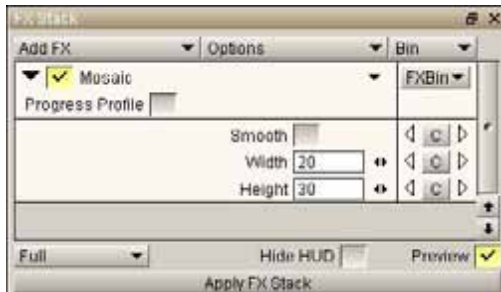 FX Stack
Add FX Options Bin
Mosaic FXBin
Progress Profile
Smooth C
Width 20 C
Height 30 C
Full Hide HUD Preview
Apply FX Stack